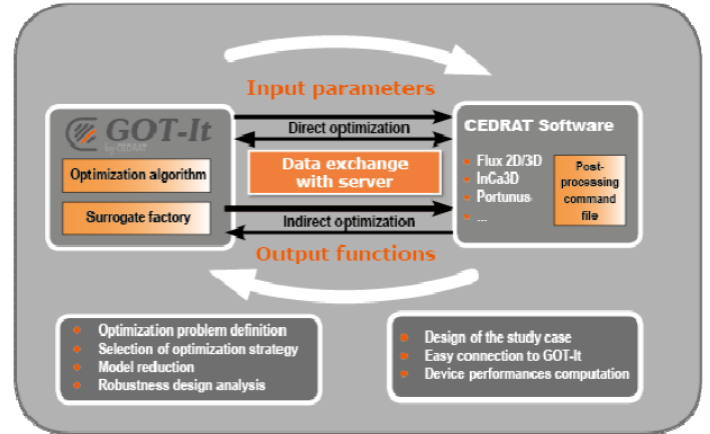 Input parameters
GOT-It
by CEDRAT
Optimization algorithm
Surrogate factory
Direct optimization
Data exchange
with server
Indirect optimization
CEDRAT Software
Flux 2D/3D
InCa3D
Portunus
...
Post-
processing
command
file
Output functions
Optimization problem definition
Selection of optimization strategy
Model reduction
Robustness design analysis
Design of the study case
Easy connection to GOT-It
Device performances computation